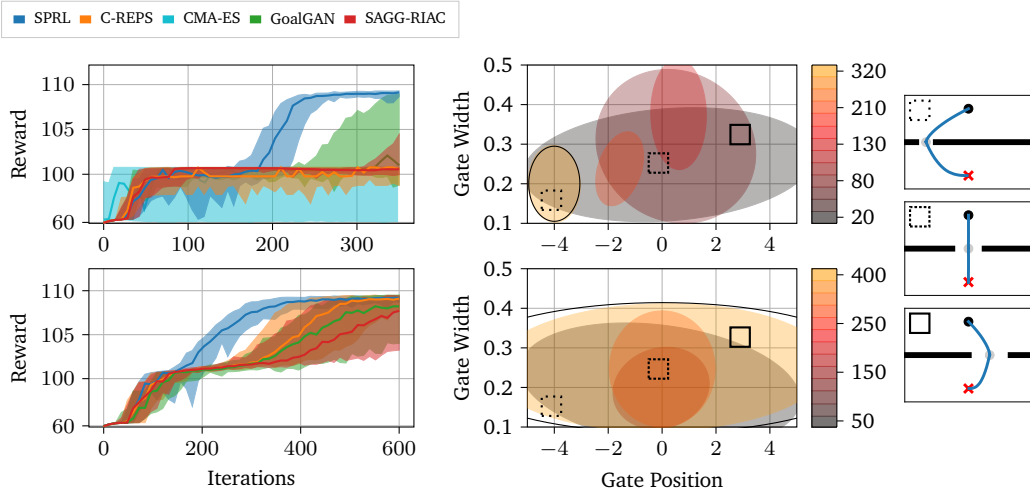 SPRL C-REPS CMA-ES GoalGAN SAGG-RIAC
Reward
110
105
100
60
0 100 200 300
Gate Width
0.5
0.4
0.3
0.2
0.1
−4 −2 0 2 4
320
210
130
80
20
Reward
110
105
100
60
0 200 400 600
Iterations
Gate Width
0.5
0.4
0.3
0.2
0.1
−4 −2 0 2 4
Gate Position
400
250
150
50